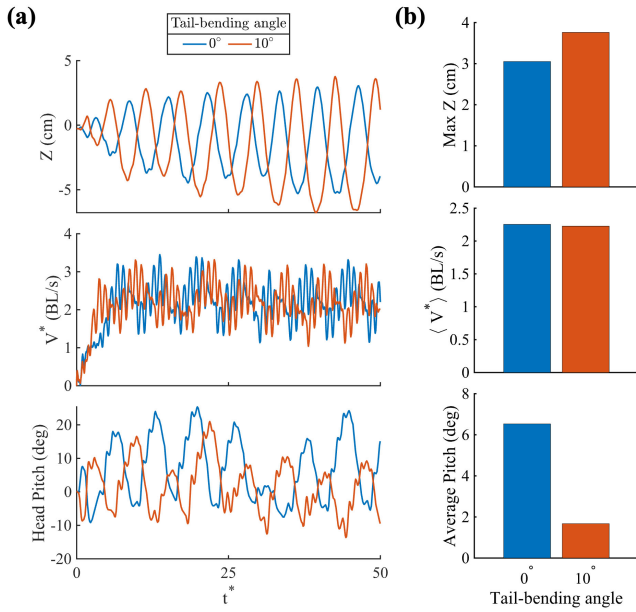 (a)
Tail-bending angle
0° 10°
5
0
-5
Z (cm)
4
3
2
1
0
V* (BL/s)
20
10
0
-10
-20
Head Pitch (deg)
0 25 50
t*
(b)
4
3
2
1
0
Max Z (cm)
2.5
2
1.5
1
0.5
0
⟨ V* ⟩ (BL/s)
8
6
4
2
0
Average Pitch (deg)
0° 10°
Tail-bending angle